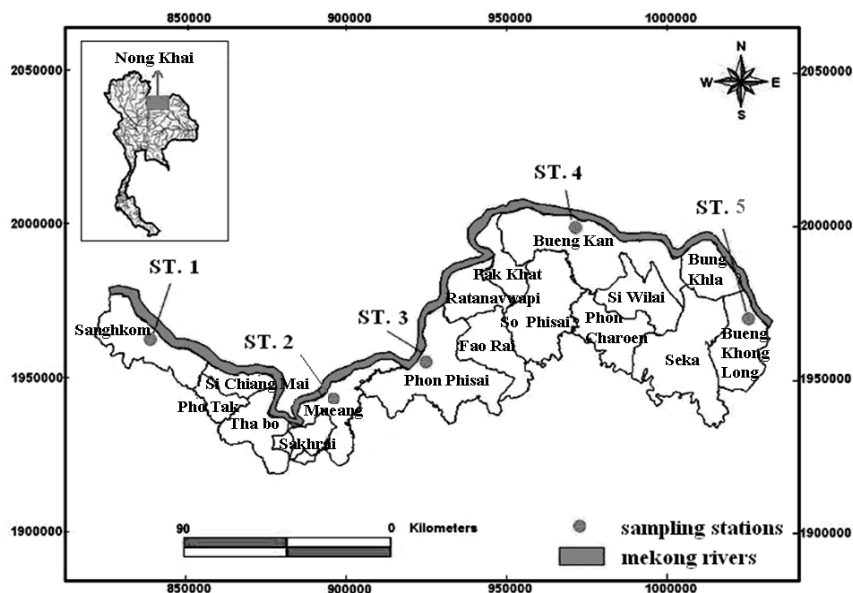 850000 900000 950000 1000000
2050000 2050000
Nong Khai
N
W E
S
ST. 4
2000000 2000000
ST. 5
Bueng Kan
ST. 1
Bung
Khla
Pak Khat
Si Wilai
Ratanavwapi
ST. 3
So Phisai
Phon
Charoen
Sanghkom
ST. 2
Fao Rai
Bueng
Khong
Long
Seka
1950000 1950000
Si Chiang Mai
Phon Phisai
Pho Tak
Mueang
Tha bo
Sakhrai
90 0 Kilometers
sampling stations
1900000 1900000
mekong rivers
850000 900000 950000 1000000